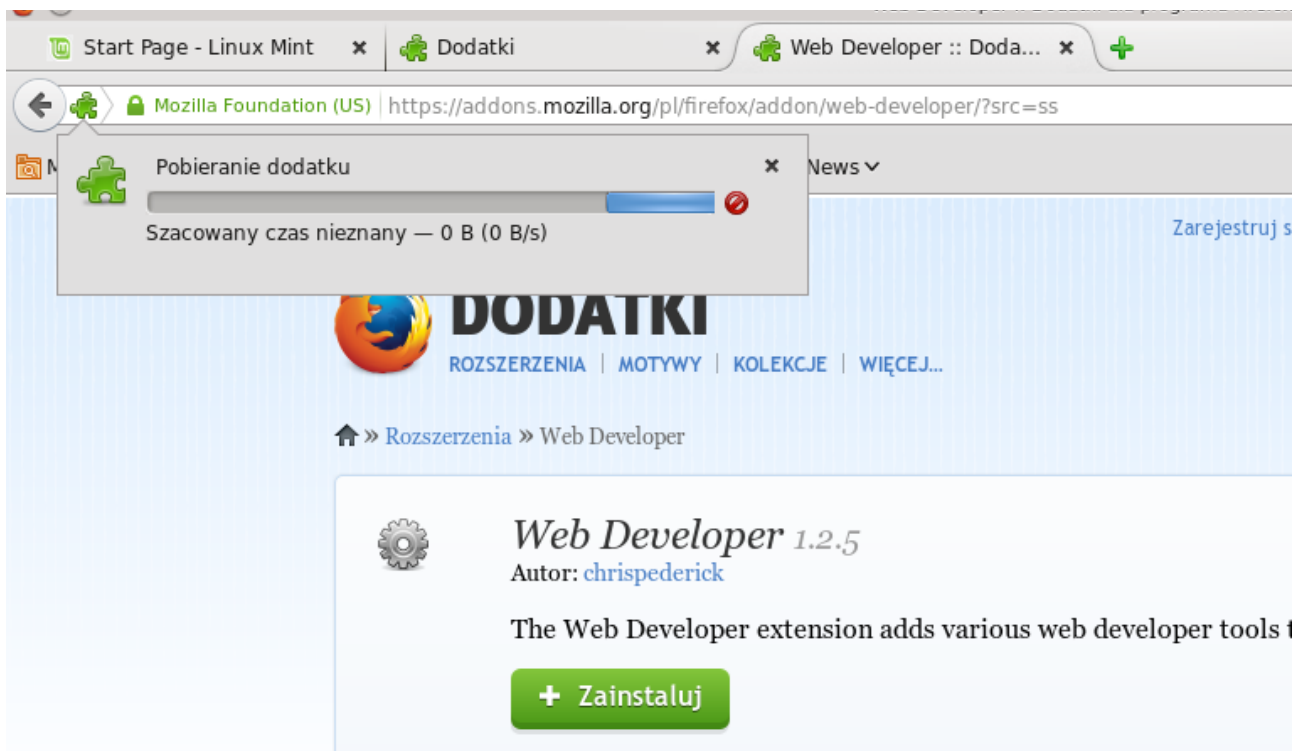 Start Page - Linux Mint
Dodatki
Web Developer :: Doda...
Mozilla Foundation (US) https://addons.mozilla.org/pl/firefox/addon/web-developer/?src=ss
Pobieranie dodatku
News
Szacowany czas nieznany — 0 B (0 B/s)
Zarejestruj s
DODATKI
ROZSZERZENIA | MOTYWY | KOLEKCJE | WIĘCEJ...
» Rozszerzenia » Web Developer
Web Developer 1.2.5
Autor: chrispederick
The Web Developer extension adds various web developer tools t
+ Zainstaluj